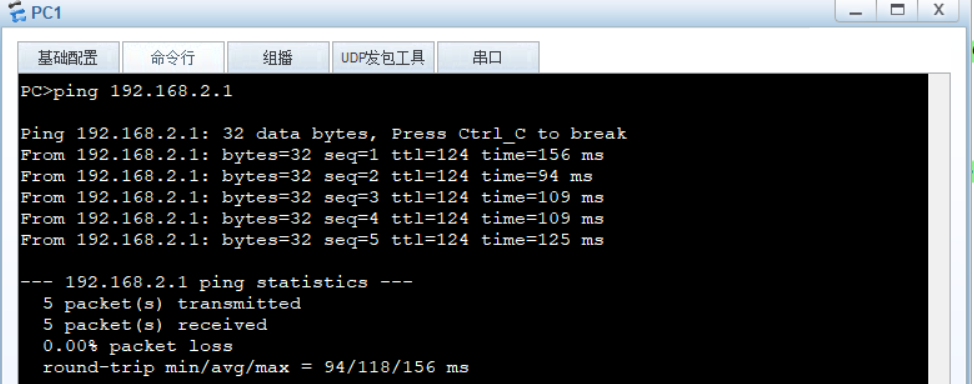 PC1
基础配置 命令行 组播 UDP发包工具 串口
PC>ping 192.168.2.1
Ping 192.168.2.1: 32 data bytes, Press Ctrl_C to break
From 192.168.2.1: bytes=32 seq=1 ttl=124 time=156 ms
From 192.168.2.1: bytes=32 seq=2 ttl=124 time=94 ms
From 192.168.2.1: bytes=32 seq=3 ttl=124 time=109 ms
From 192.168.2.1: bytes=32 seq=4 ttl=124 time=109 ms
From 192.168.2.1: bytes=32 seq=5 ttl=124 time=125 ms
--- 192.168.2.1 ping statistics ---
5 packet(s) transmitted
5 packet(s) received
0.00% packet loss
round-trip min/avg/max = 94/118/156 ms